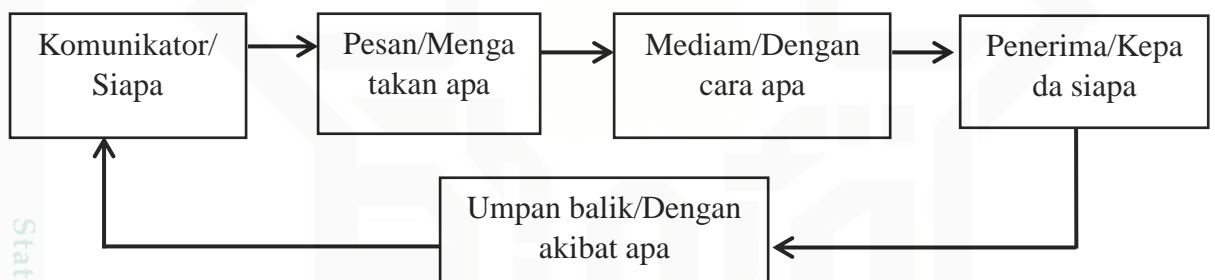 Komunikator/
Siapa
Pesan/Menga
takan apa
Mediam/Dengan
cara apa
Penerima/Kepa
da siapa
Umpan balik/Dengan
akibat apa
Stat